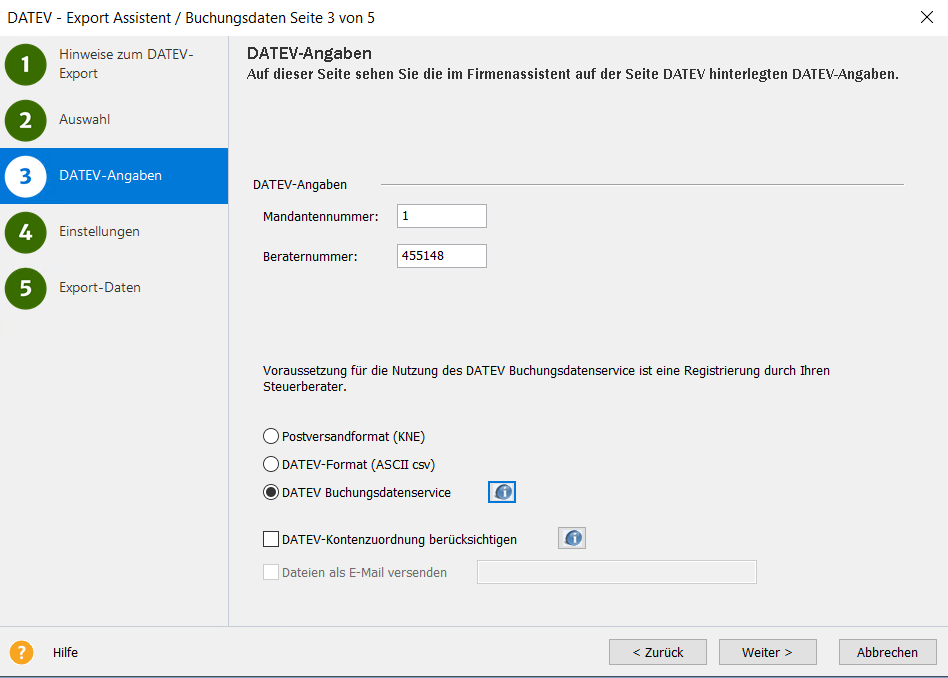 DATEV - Export Assistent / Buchungsdaten Seite 3 von 5
1
Hinweise zum DATEV-
Export
2
Auswahl
3
DATEV-Angaben
4
Einstellungen
5
Export-Daten
DATEV-Angaben
Auf dieser Seite sehen Sie die im Firmenassistent auf der Seite DATEV hinterlegten DATEV-Angaben.
DATEV-Angaben
Mandantennummer: 1
Beraternummer: 455148
Voraussetzung für die Nutzung des DATEV Buchungsdatenservice ist eine Registrierung durch Ihren
Steuerberater.
Postversandformat (KNE)
DATEV-Format (ASCII csv)
DATEV Buchungsdatenservice
DATEV-Kontenzuordnung berücksichtigen
Dateien als E-Mail versenden
? Hilfe
< Zurück
Weiter >
Abbrechen